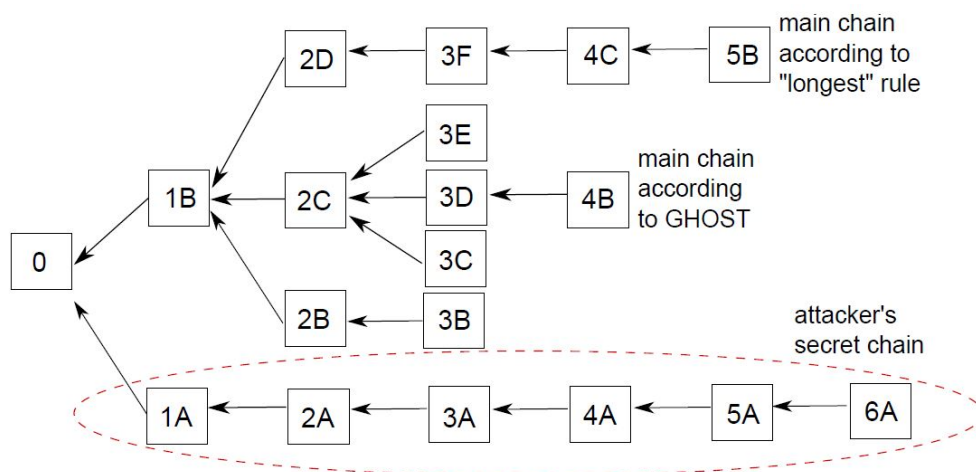 2D
3F
4C
5B
main chain
according to
"longest" rule
3E
1B
2C
3D
4B
main chain
according
to GHOST
0
3C
2B
3B
attacker's
secret chain
1A
2A
3A
4A
5A
6A